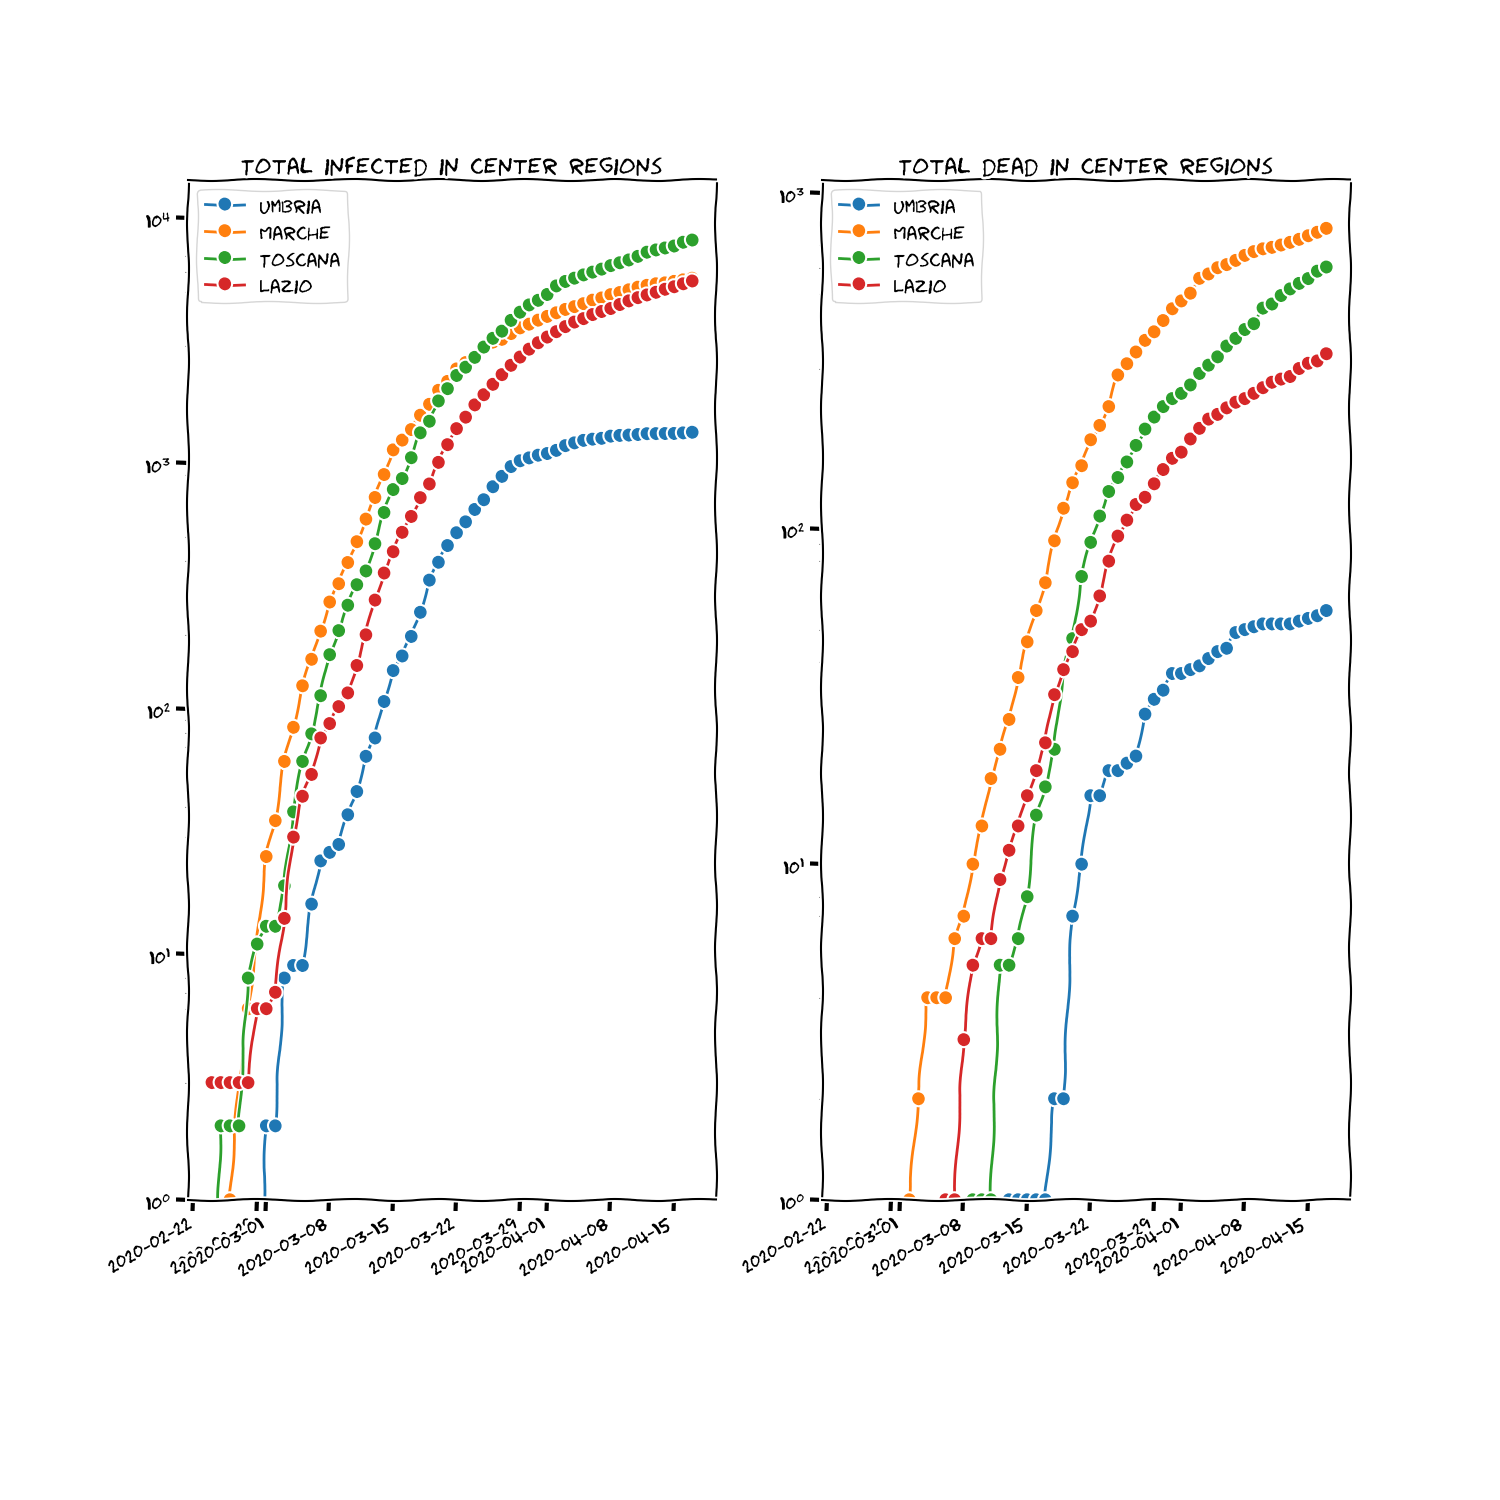 TOTAL INFECTED IN CENTER REGIONS
10⁴
10³
10²
10¹
10⁰
UMBRIA
MARCHE
TOSCANA
LAZIO
2020-02-22
2020-03-01
2020-03-08
2020-03-15
2020-03-22
2020-03-29
2020-04-01
2020-04-08
2020-04-15
TOTAL DEAD IN CENTER REGIONS
10³
10²
10¹
10⁰
UMBRIA
MARCHE
TOSCANA
LAZIO
2020-02-22
2020-03-01
2020-03-08
2020-03-15
2020-03-22
2020-03-29
2020-04-01
2020-04-08
2020-04-15